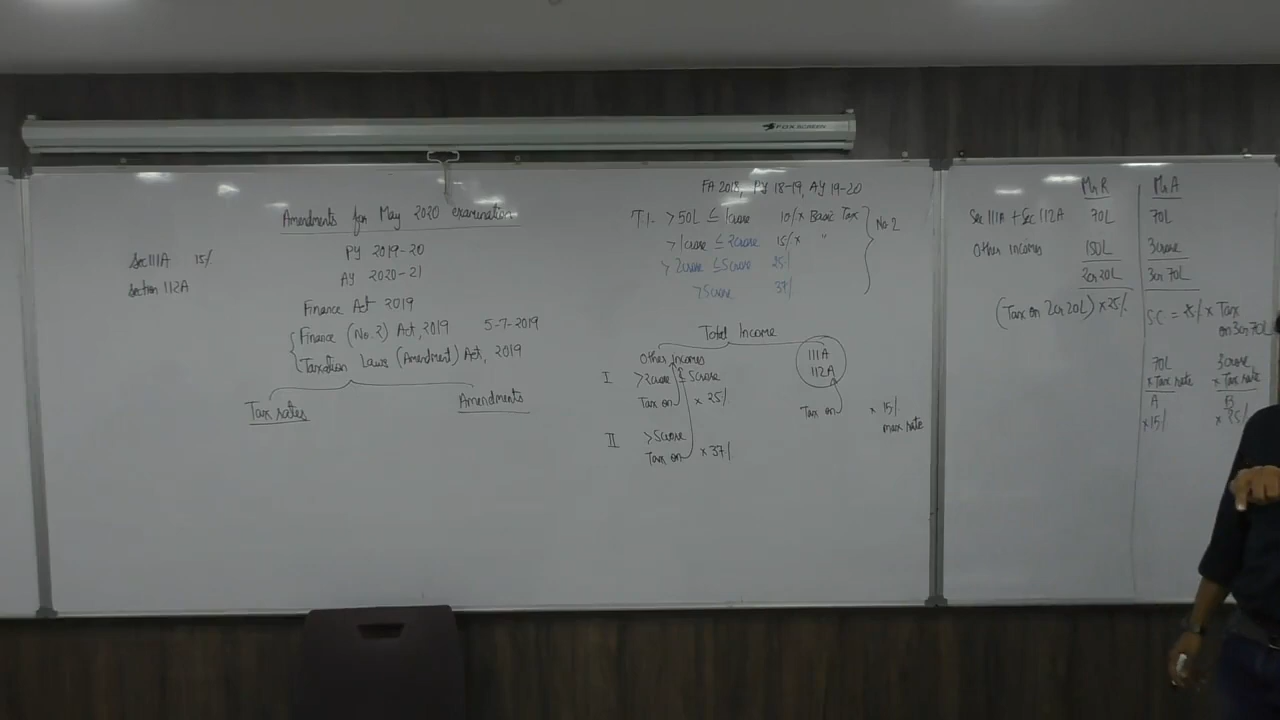 FOXSCREEN
Amendments for May 2020 examination
PY 2019-20
AY 2020-21
Sec 111A 15%
Section 112A
Finance Act 2019
Finance (No.2) Act, 2019 5-7-2019
Taxation Laws (Amendment) Act, 2019
Tax rates Amendments
FA 2018, PY 18-19, AY 19-20
T.I. >50L ≤ 1crore 10% x Basic Tax
>1crore ≤ 2crore 15% x "
>2crore ≤5crore 25%
>5crore 37%
No.2
Total Income
Other incomes
111A
112A
I >2crore ≤ 5crore
Tax on x 25%
Tax on x 15%
max rate
II >5crore
Tax on x 37%
Mr R Mr A
Sec 111A + Sec 112A 70L 70L
Other incomes 150L 3crore
2cr 20L 3cr 70L
(Tax on 2cr 20L) x 25%
SC = 25% x Tax
on 3cr 70L
70L 3crore
x Tax rate x Tax rate
A B
x 15% x 25%